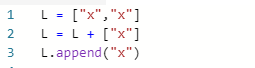 1 L = ["x","x"]
2 L = L + ["x"]
3 L.append("x")